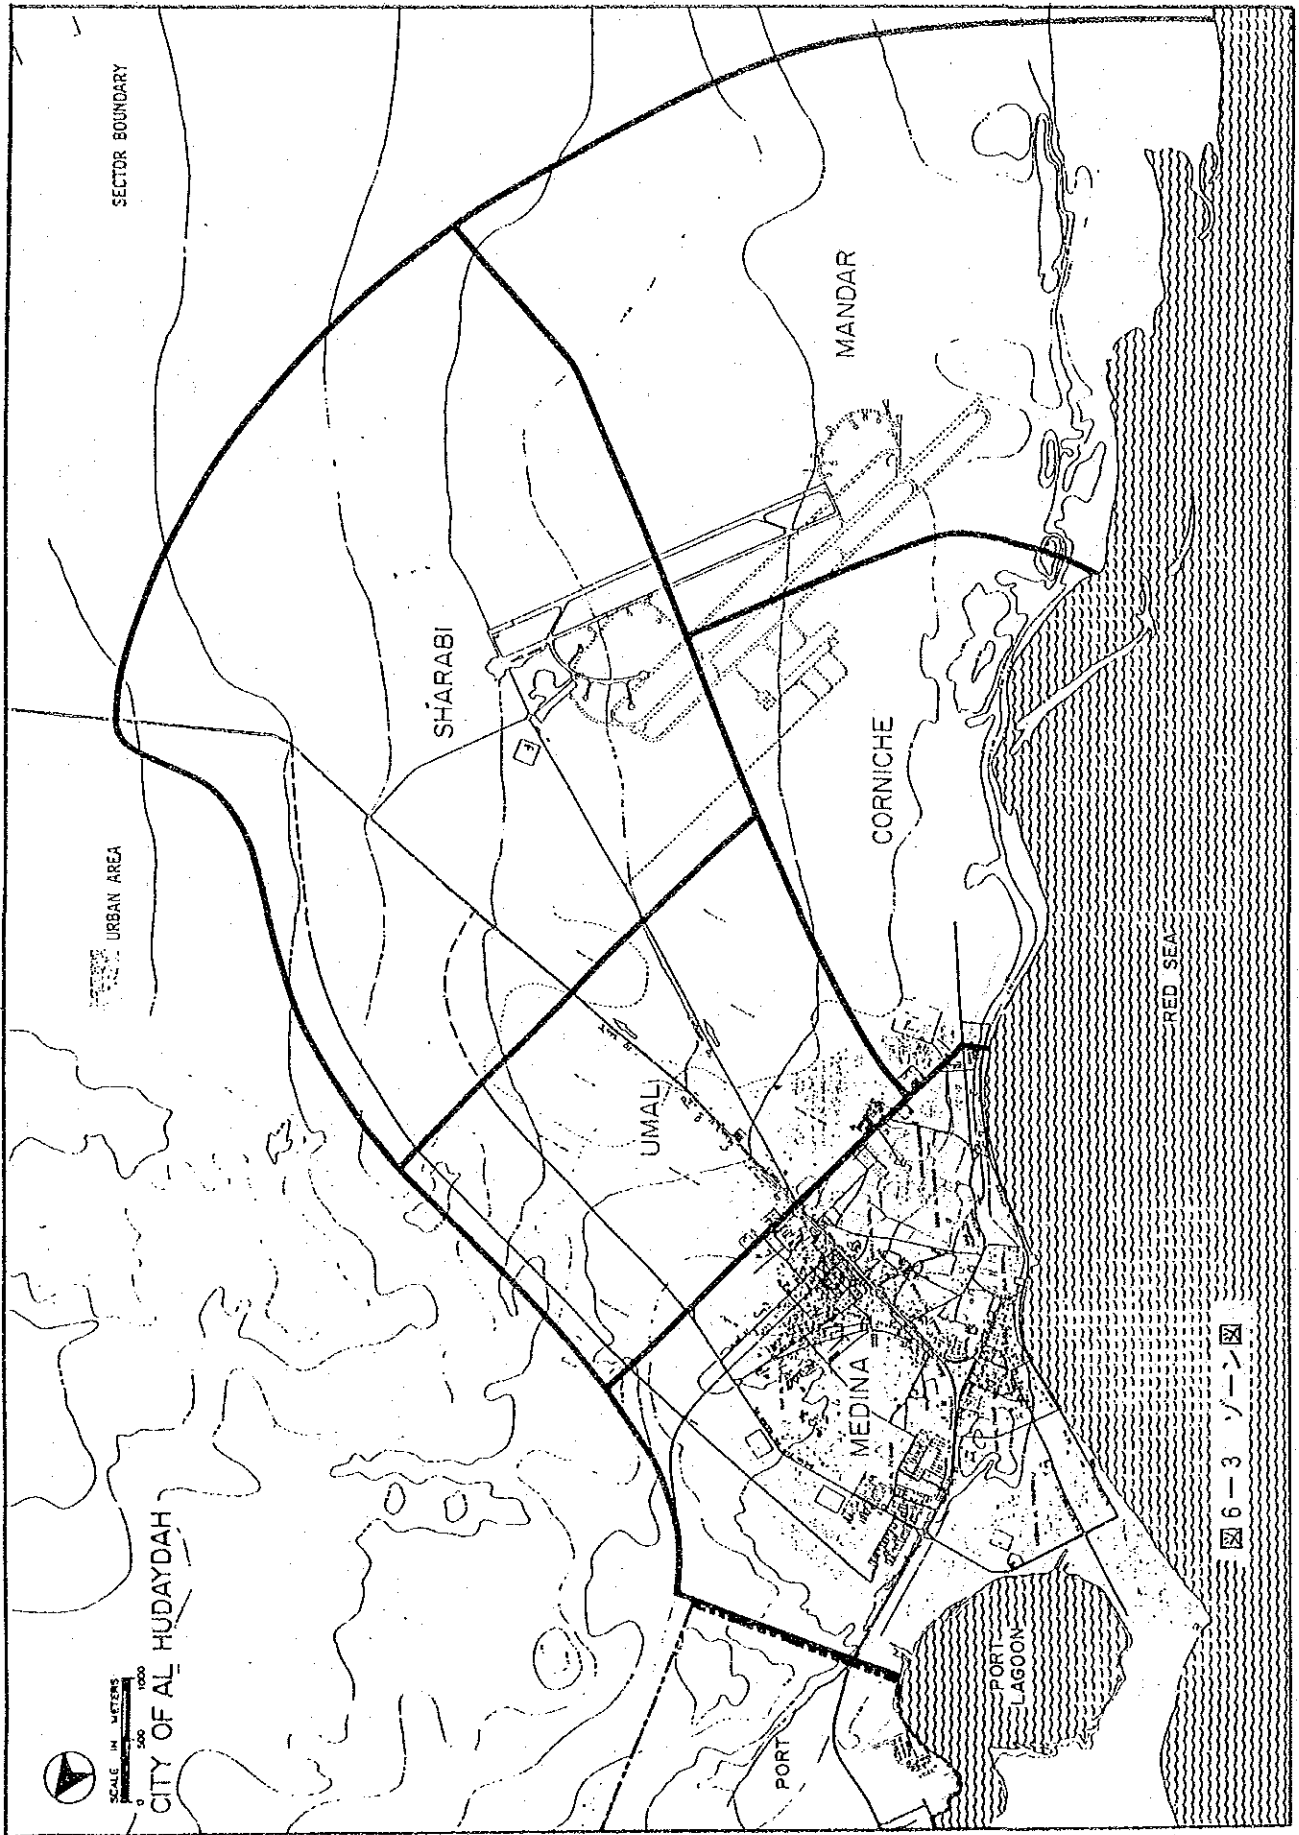 SCALE IN METERS
0 500 1000
CITY OF AL HUDAYDAH
URBAN AREA
SECTOR BOUNDARY
SHARABI
UMALI
MANDAR
CORNICHE
MEDINA
PORT
PORT
LAGOON
RED SEA
図6-3 ゾーン図